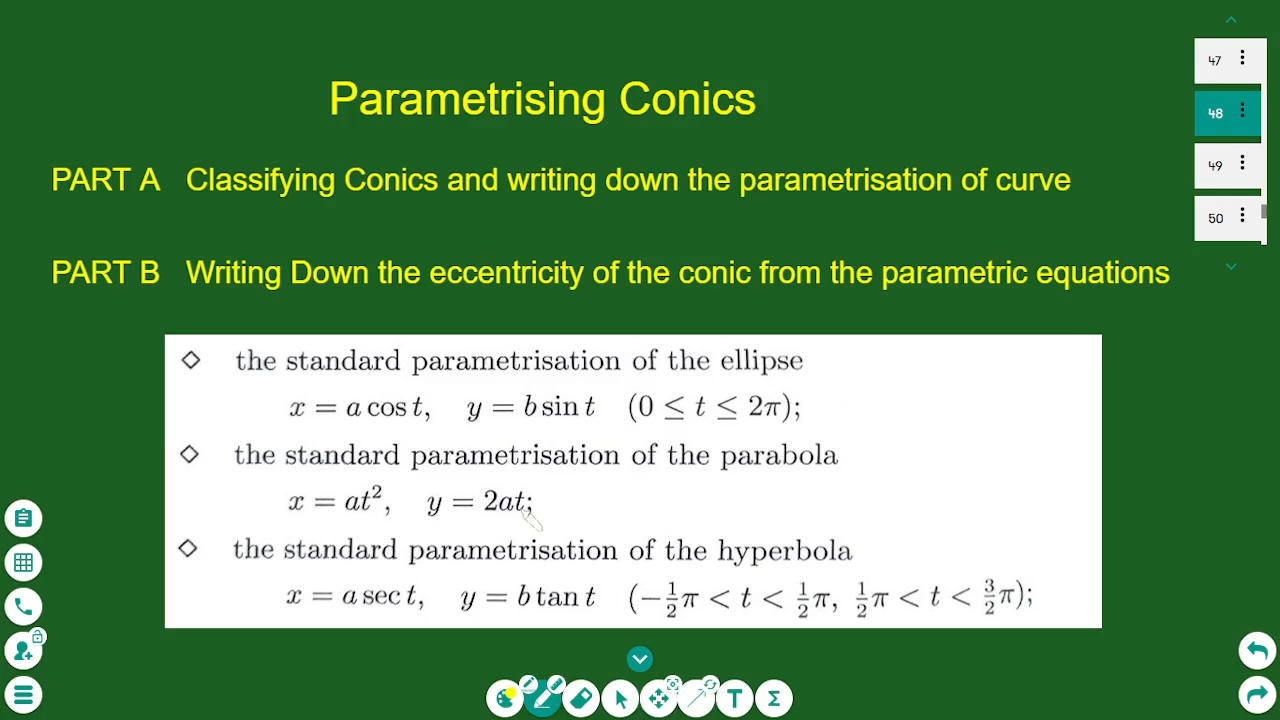 Parametrising Conics
PART A Classifying Conics and writing down the parametrisation of curve
PART B Writing Down the eccentricity of the conic from the parametric equations
◇ the standard parametrisation of the ellipse
x = a cos t, y = b sin t (0 ≤ t ≤ 2π);
◇ the standard parametrisation of the parabola
x = at², y = 2at;
◇ the standard parametrisation of the hyperbola
x = a sec t, y = b tan t (−½π < t < ½π, ½π < t < 3/2π);
47
48
49
50
T
Σ